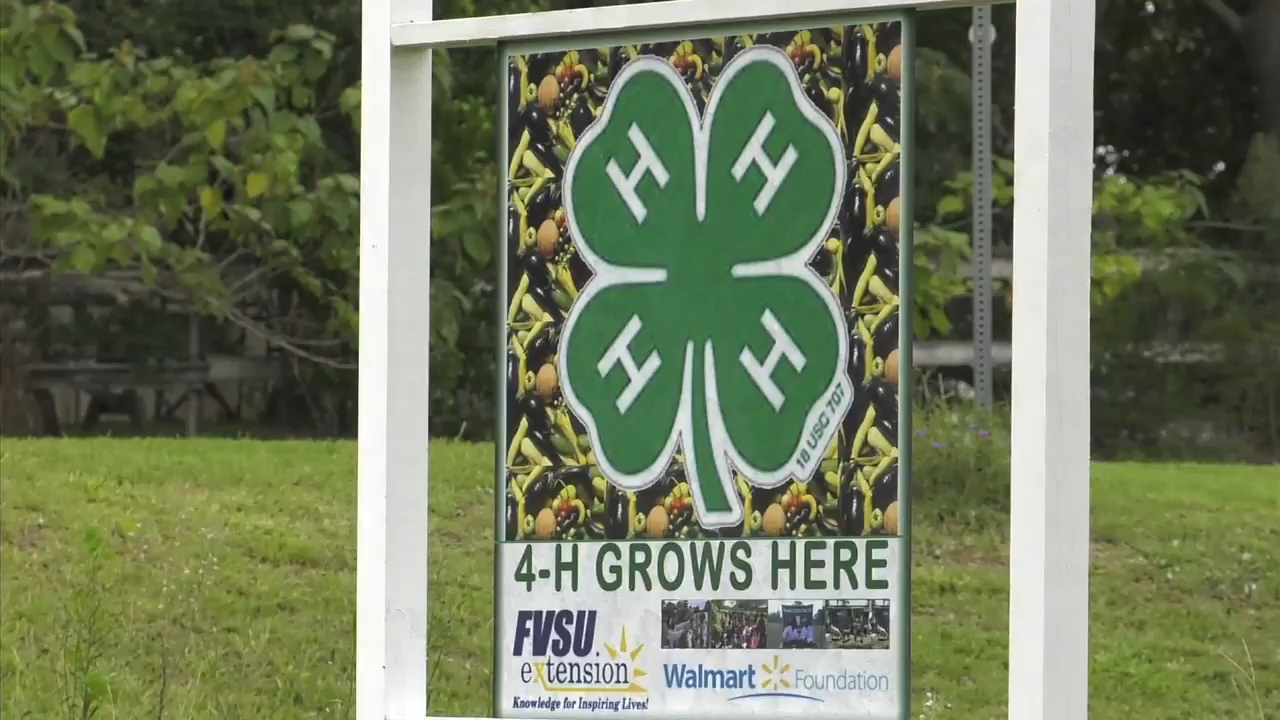 H H
H H
18 USC 707
4-H GROWS HERE
FVSU.
extension
Knowledge for Inspiring Lives!
Walmart Foundation